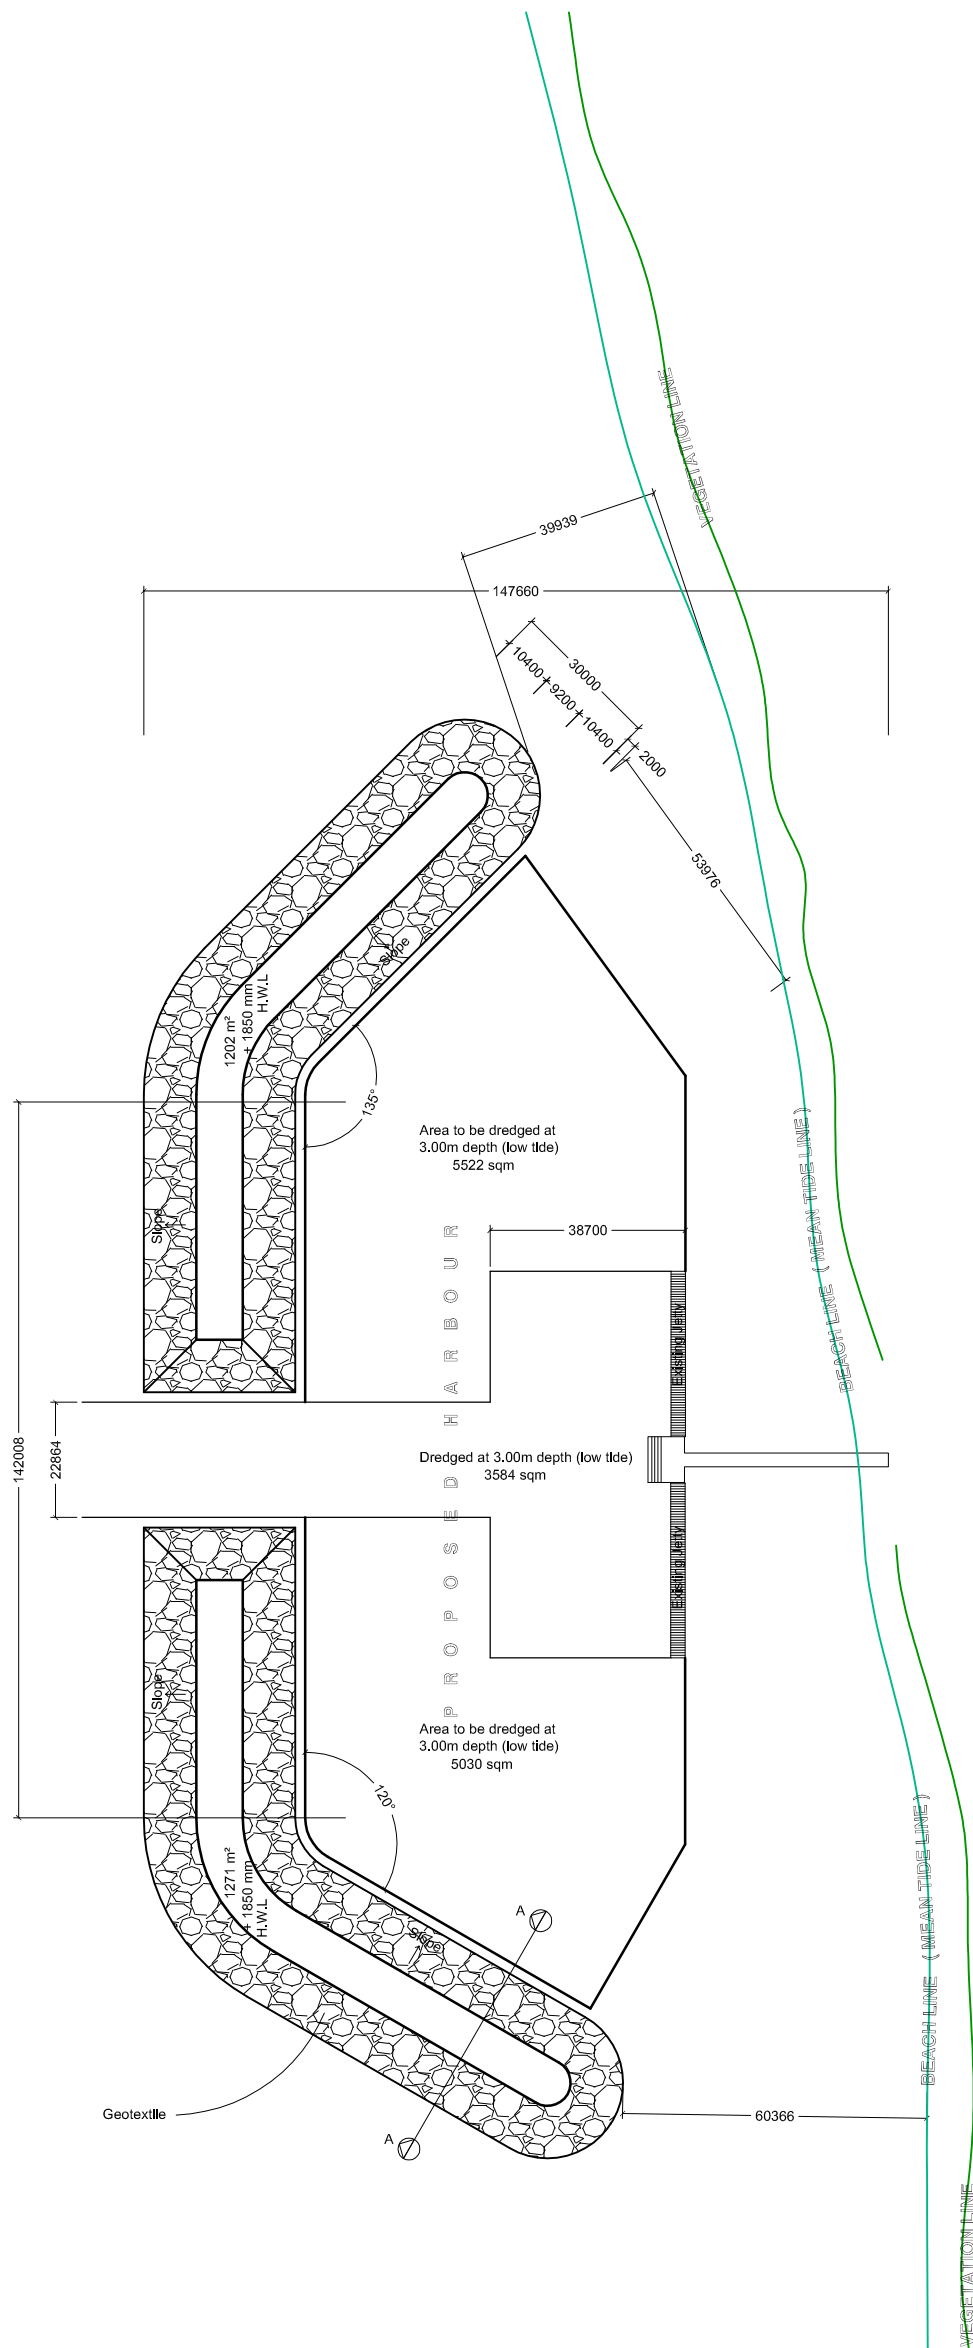 VEGETATION LINE
39939
147660
10400
9200
10400
30000
2000
53976
Slope
1202 m²
+ 1850 mm
H.W.L
135°
Area to be dredged at
3.00m depth (low tide)
5522 sqm
BEACH LINE ( MEAN TIDE LINE )
Slope
38700
Existing Jetty
142008
22864
PROPOSED HARBOUR
Dredged at 3.00m depth (low tide)
3584 sqm
Existing Jetty
Slope
Area to be dredged at
3.00m depth (low tide)
5030 sqm
120°
1271 m²
+ 1850 mm
H.W.L
A
Slope
BEACH LINE ( MEAN TIDE LINE )
Geotextile
60366
A
VEGETATION LINE